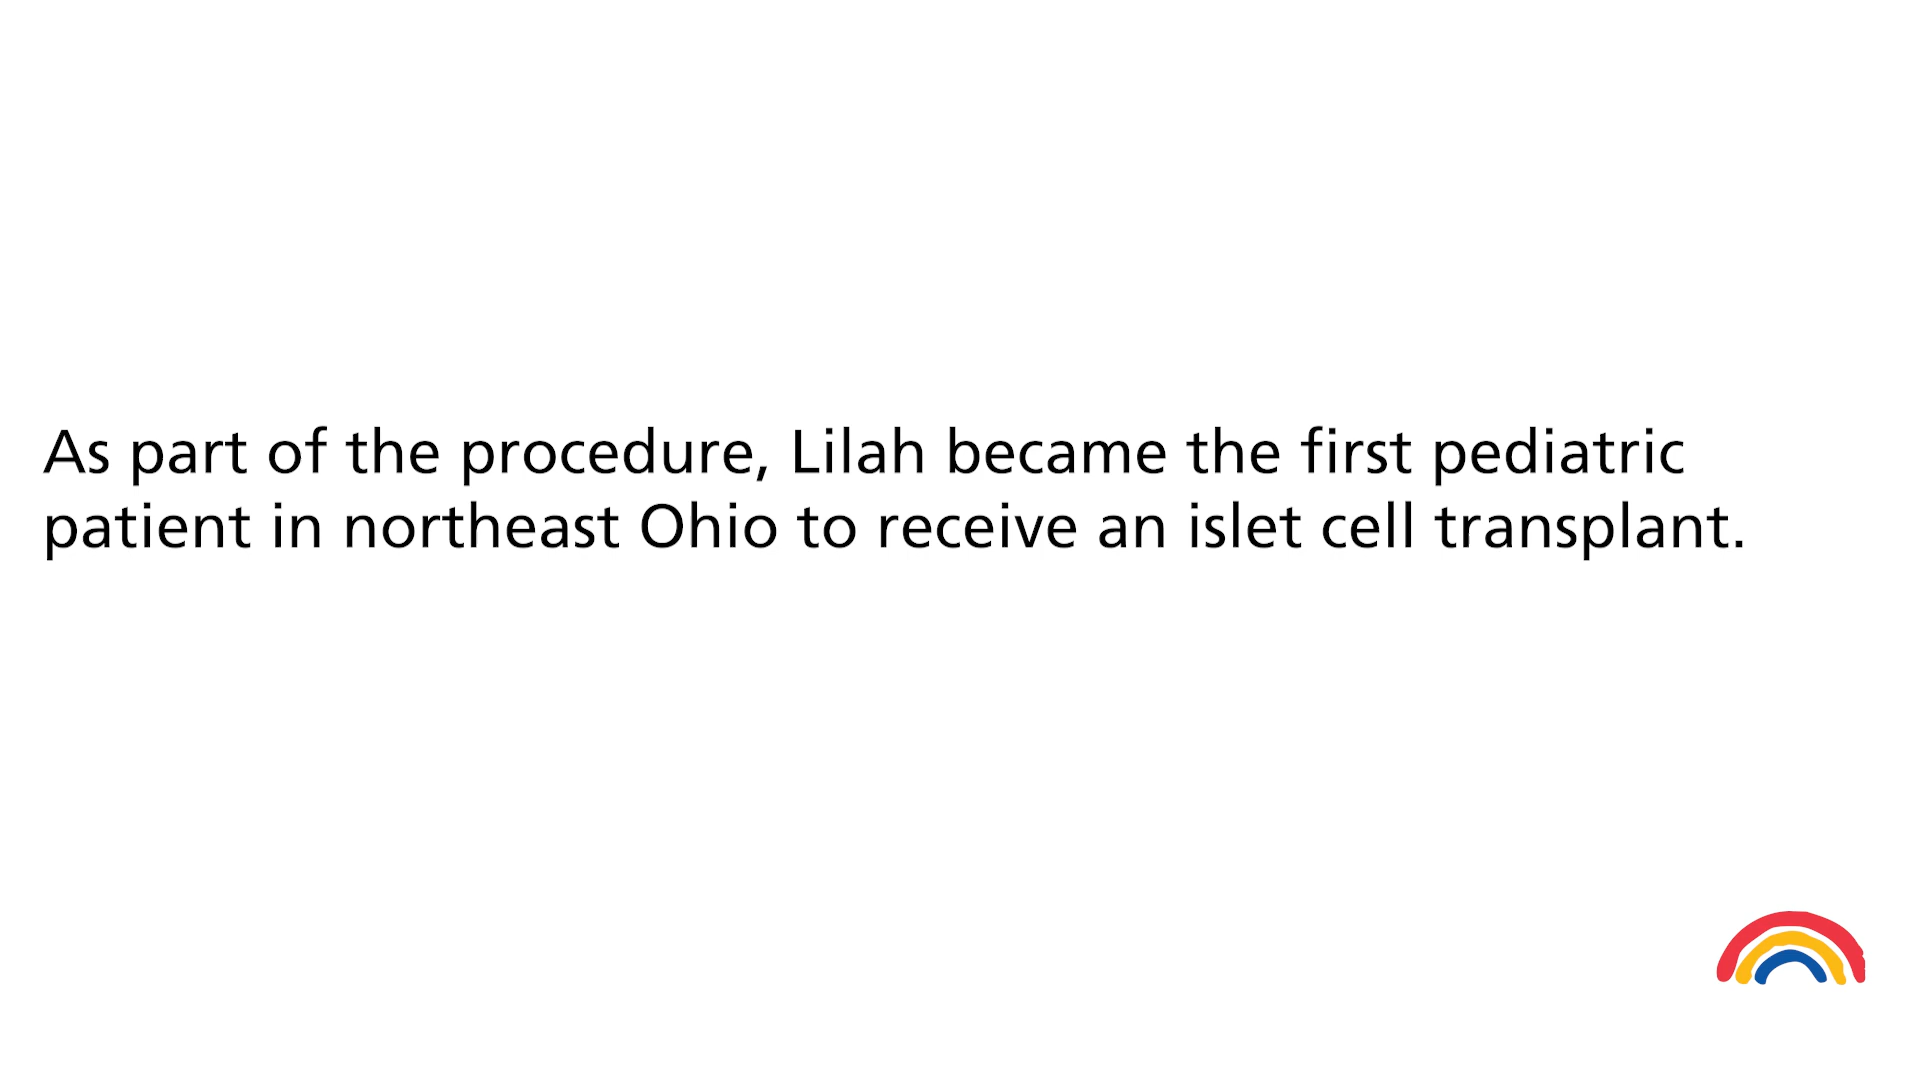 As part of the procedure, Lilah became the first pediatric
patient in northeast Ohio to receive an islet cell transplant.